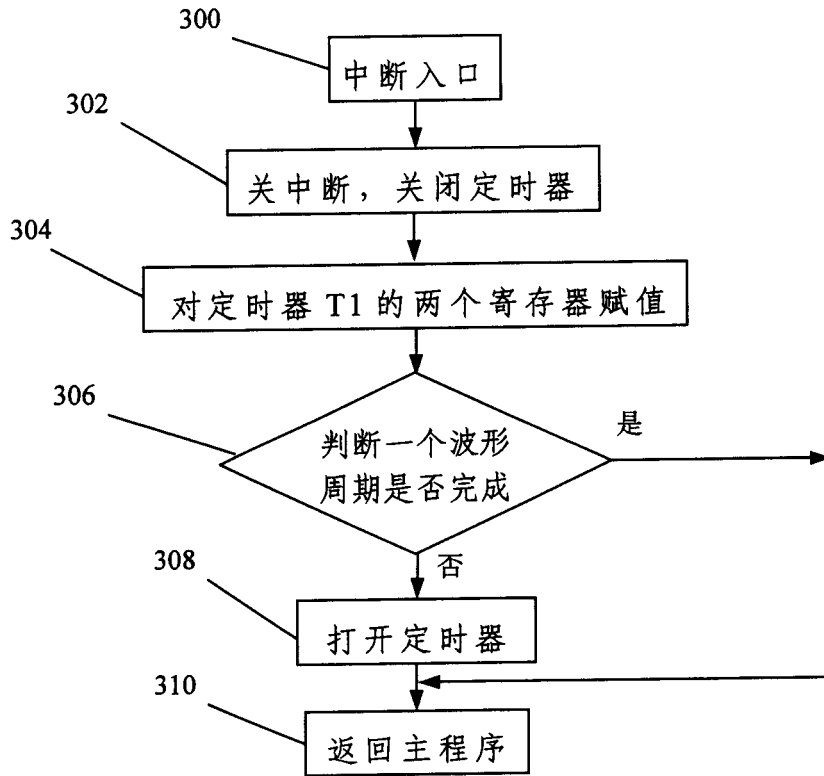 300
中断入口
302
关中断，关闭定时器
304
对定时器 T1 的两个寄存器赋值
306
判断一个波形
周期是否完成
是
否
308
打开定时器
310
返回主程序